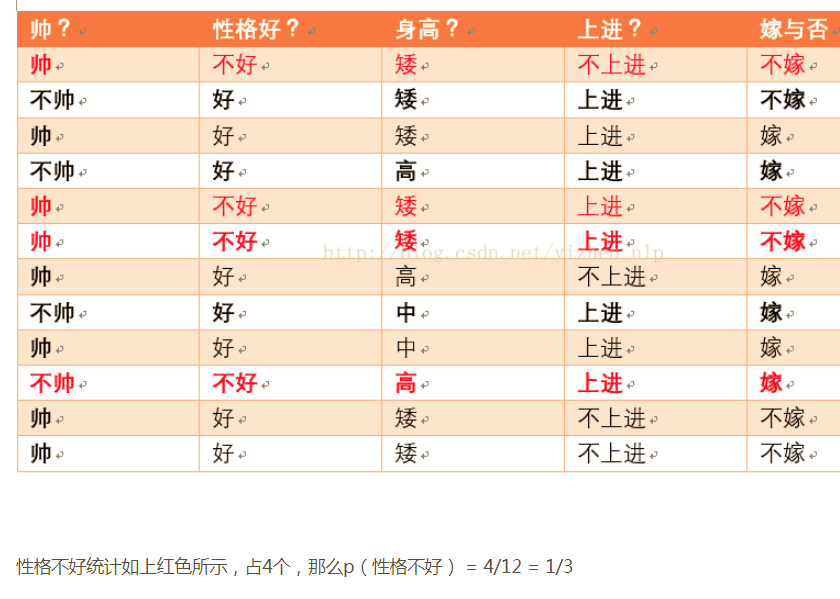 帅？ 性格好？ 身高？ 上进？ 嫁与否
帅 不好 矮 不上进 不嫁
不帅 好 矮 上进 不嫁
帅 好 矮 上进 嫁
不帅 好 高 上进 嫁
帅 不好 矮 上进 不嫁
帅 不好 矮 上进 不嫁
http://blog.csdn.net/yizhen_nlp
帅 好 高 不上进 嫁
不帅 好 中 上进 嫁
帅 好 中 上进 嫁
不帅 不好 高 上进 嫁
帅 好 矮 不上进 不嫁
帅 好 矮 不上进 不嫁
性格不好统计如上红色所示，占4个，那么p（性格不好） = 4/12 = 1/3